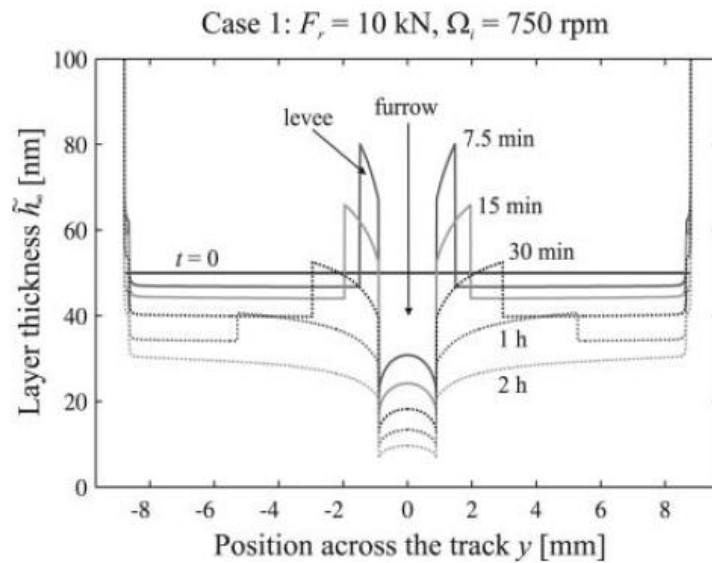 Case 1: F_r = 10 kN, Ω_i = 750 rpm
100
80
60
40
20
0
Layer thickness h̃_∞ [nm]
levee
furrow
7.5 min
15 min
t = 0
30 min
1 h
2 h
-8 -6 -4 -2 0 2 4 6 8
Position across the track y [mm]